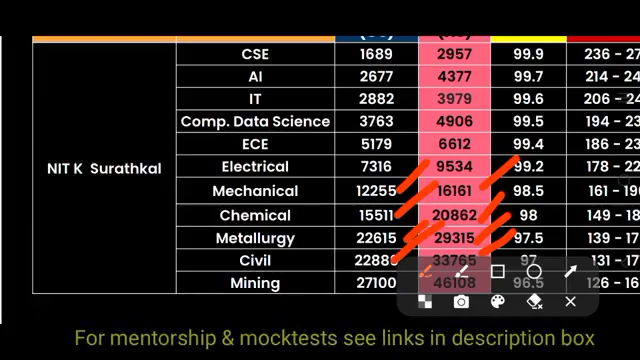 CSE 1689 2957 99.9 236 - 27
AI 2677 4377 99.7 214 - 24
IT 2882 3979 99.6 206 - 24
Comp. Data Science 3763 4906 99.5 194 - 23
ECE 5179 6612 99.4 186 - 23
Electrical 7316 9534 99.2 178 - 22
NIT K Surathkal
Mechanical 12255 16161 98.5 161 - 196
Chemical 15511 20862 98 149 - 18
Metallurgy 22615 29315 97.5 139 - 17
Civil 2288 33765 97 131 - 17
Mining 27100 46108 96.5 126 - 16
For mentorship & mocktests see links in description box